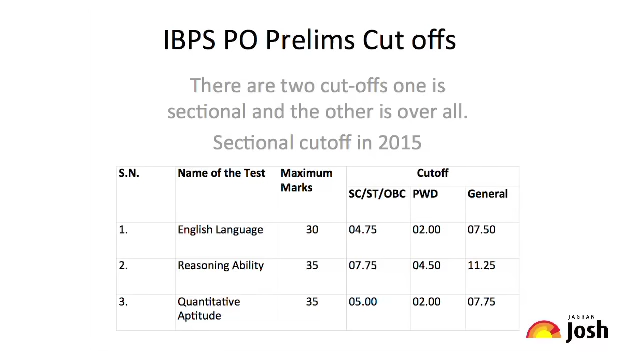 IBPS PO Prelims Cut offs
There are two cut-offs one is
sectional and the other is over all.
Sectional cutoff in 2015
S.N. Name of the Test Maximum Marks Cutoff
SC/ST/OBC PWD General
1. English Language 30 04.75 02.00 07.50
2. Reasoning Ability 35 07.75 04.50 11.25
3. Quantitative Aptitude 35 05.00 02.00 07.75
JAGRAN
Josh